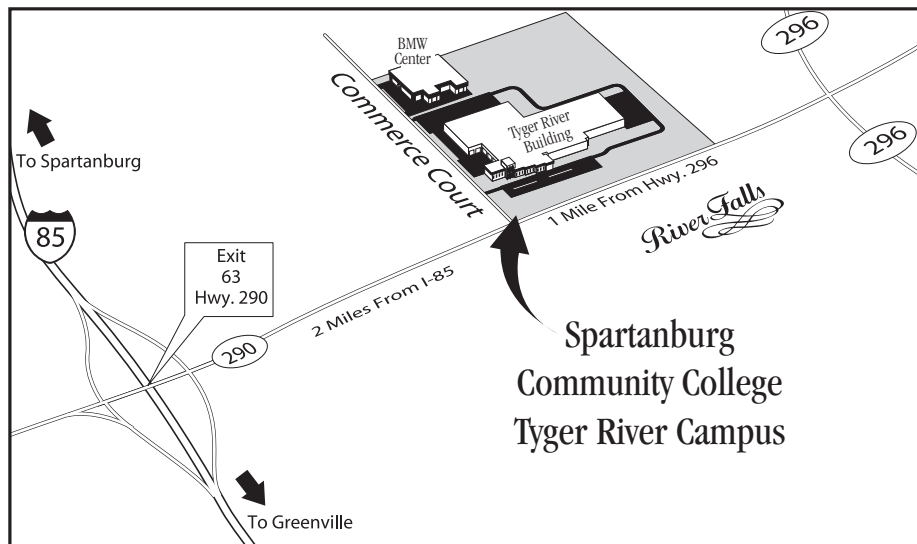 296
BMW
Center
Commerce Court
Tyger River
Building
To Spartanburg
296
1 Mile From Hwy. 296
River Falls
85
Exit
63
Hwy. 290
2 Miles From I-85
290
Spartanburg
Community College
Tyger River Campus
To Greenville